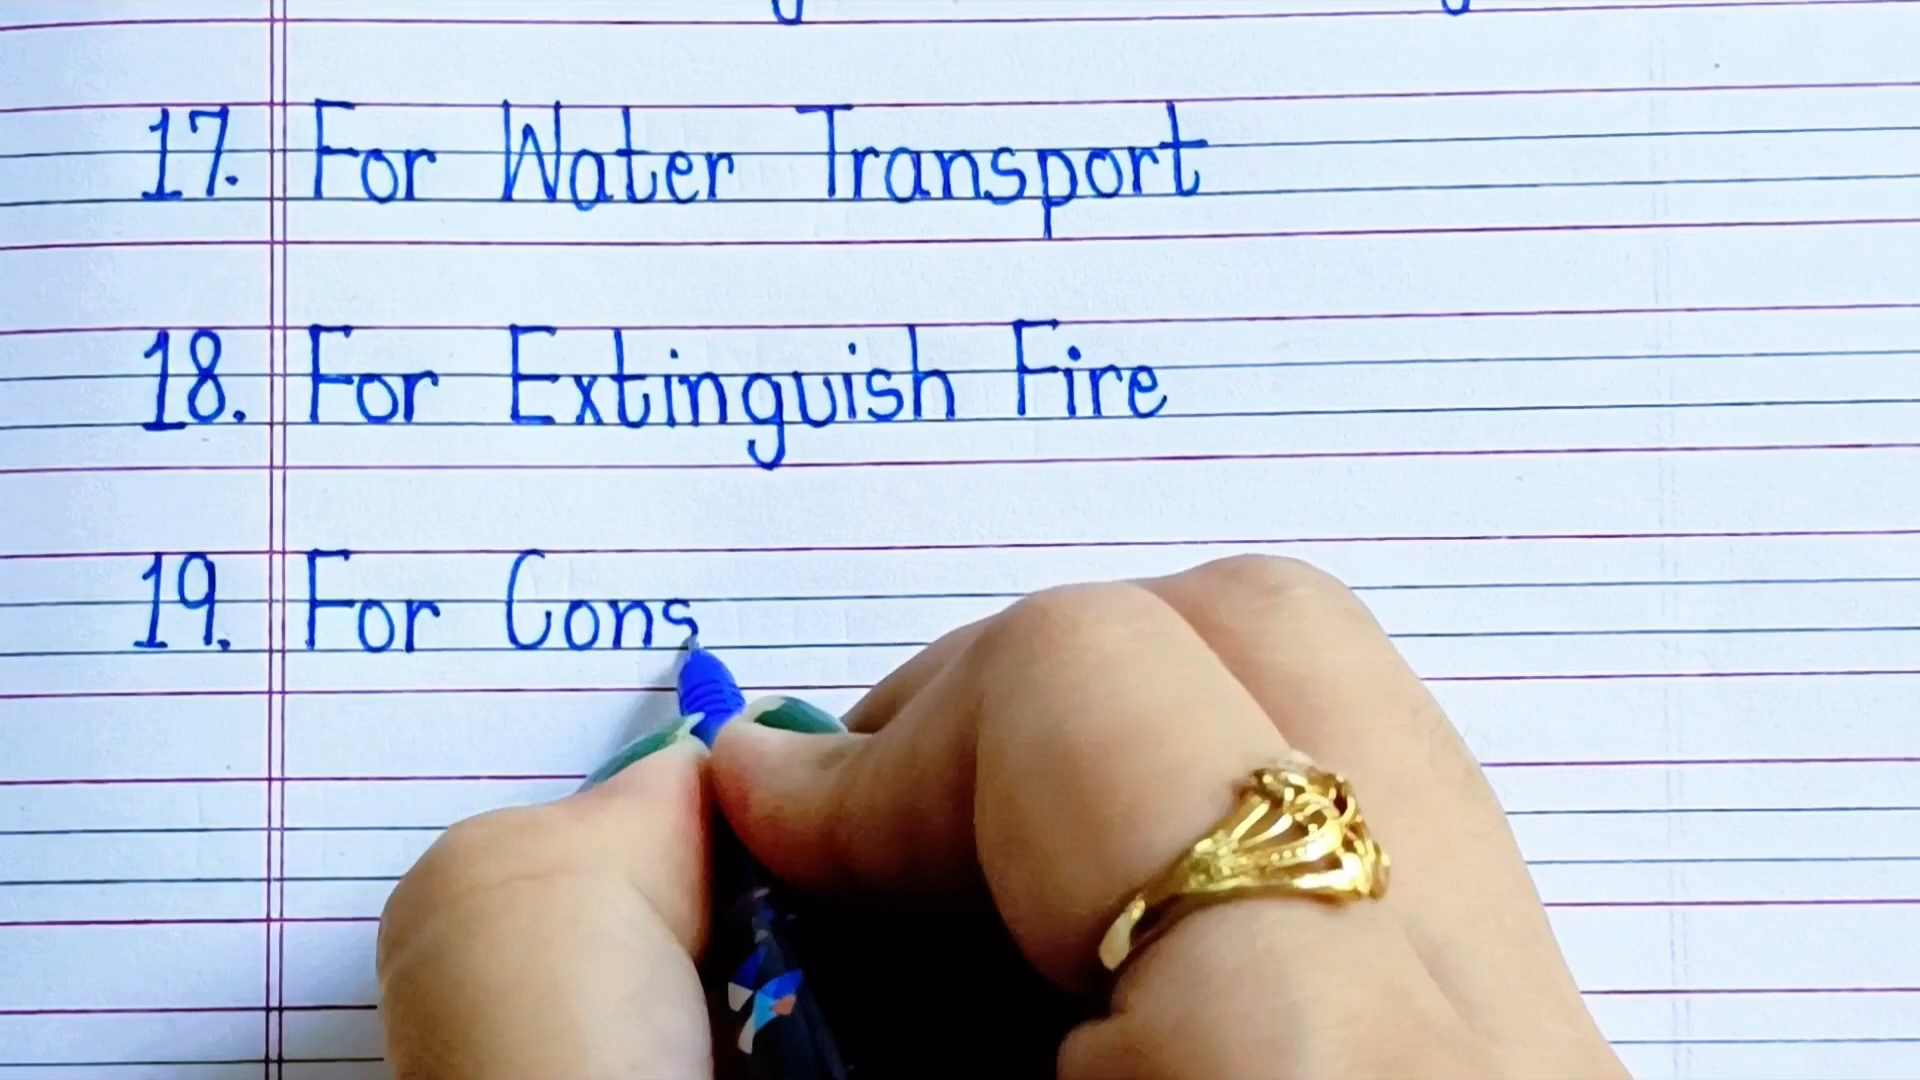 17. For Water Transport
18. For Extinguish Fire
19. For Cons